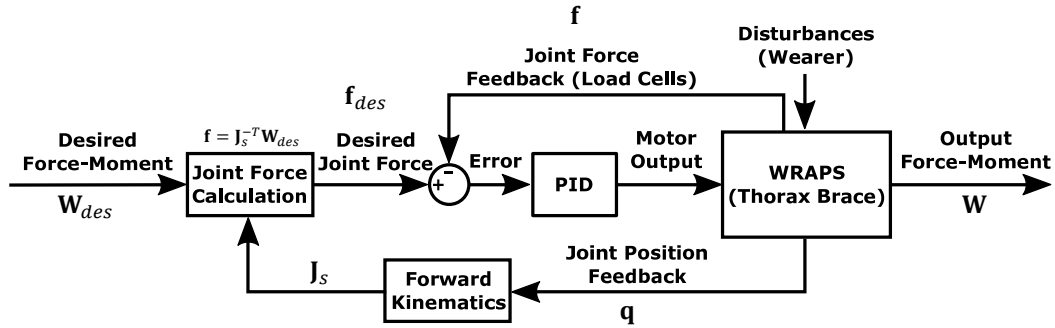 f
Disturbances
(Wearer)
Joint Force
Feedback (Load Cells)
f_des
Desired
Force-Moment
W_des
f = J_s^{-T} W_des
Joint Force
Calculation
Desired
Joint Force
+
-
Error
PID
Motor
Output
WRAPS
(Thorax Brace)
Output
Force-Moment
W
Joint Position
Feedback
q
Forward
Kinematics
J_s